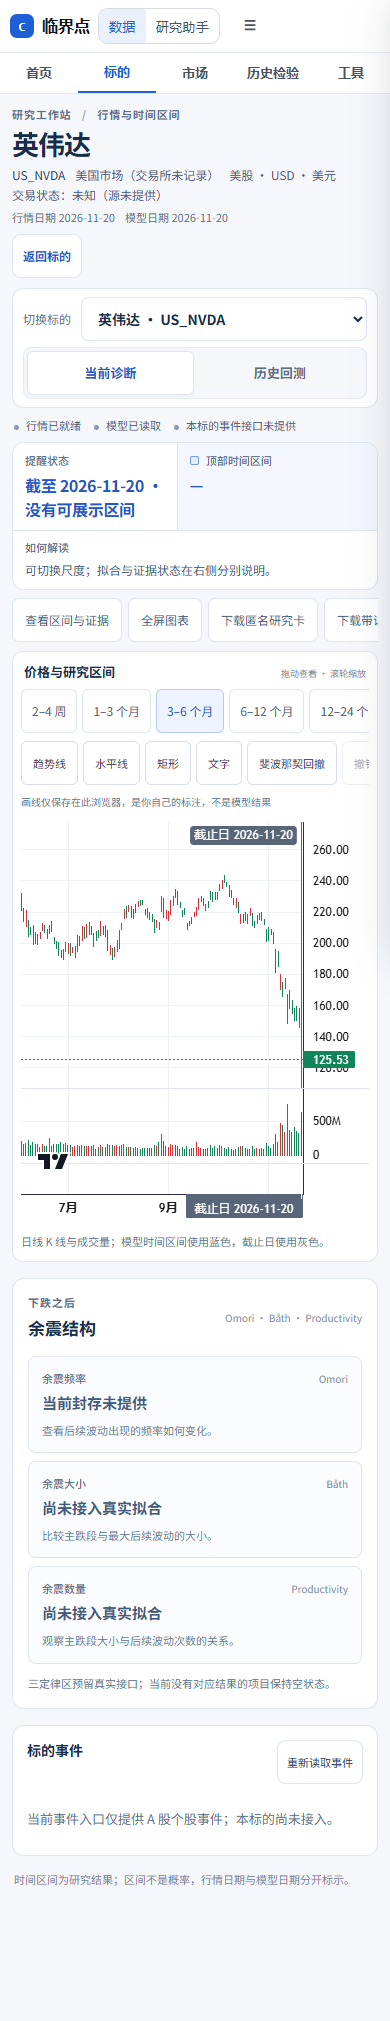 C 临界点 数据 研究助手 ☰
首页 标的 市场 历史检验 工具
研究工作站 / 行情与时间区间
英伟达
US_NVDA 美国市场（交易所未记录） 美股 · USD · 美元
交易状态：未知（源未提供）
行情日期 2026-11-20 模型日期 2026-11-20
返回标的
切换标的 英伟达 · US_NVDA
当前诊断 历史回测
行情已就绪 模型已读取 本标的事件接口未提供
提醒状态
截至 2026-11-20 ·
没有可展示区间
顶部时间区间
—
如何解读
可切换尺度；拟合与证据状态在右侧分别说明。
查看区间与证据 全屏图表 下载匿名研究卡 下载带
价格与研究区间 拖动查看 · 滚轮缩放
2–4 周 1–3 个月 3–6 个月 6–12 个月 12–24 个
趋势线 水平线 矩形 文字 斐波那契回撤
画线仅保存在此浏览器，是你自己的标注，不是模型结果
截止日 2026-11-20
260.00
240.00
220.00
200.00
180.00
160.00
140.00
125.53
120.00
500M
0
7月 9月 截止日 2026-11-20
日线 K 线与成交量；模型时间区间使用蓝色，截止日使用灰色。
下跌之后
余震结构
Omori · Båth · Productivity
余震频率 Omori
当前封存未提供
查看后续波动出现的频率如何变化。
余震大小 Båth
尚未接入真实拟合
比较主跌段与最大后续波动的大小。
余震数量 Productivity
尚未接入真实拟合
观察主跌段大小与后续波动次数的关系。
三定律区预留真实接口；当前没有对应结果的项目保持空状态。
标的事件 重新读取事件
当前事件入口仅提供 A 股个股事件；本标的尚未接入。
时间区间为研究结果；区间不是概率，行情日期与模型日期分开标示。